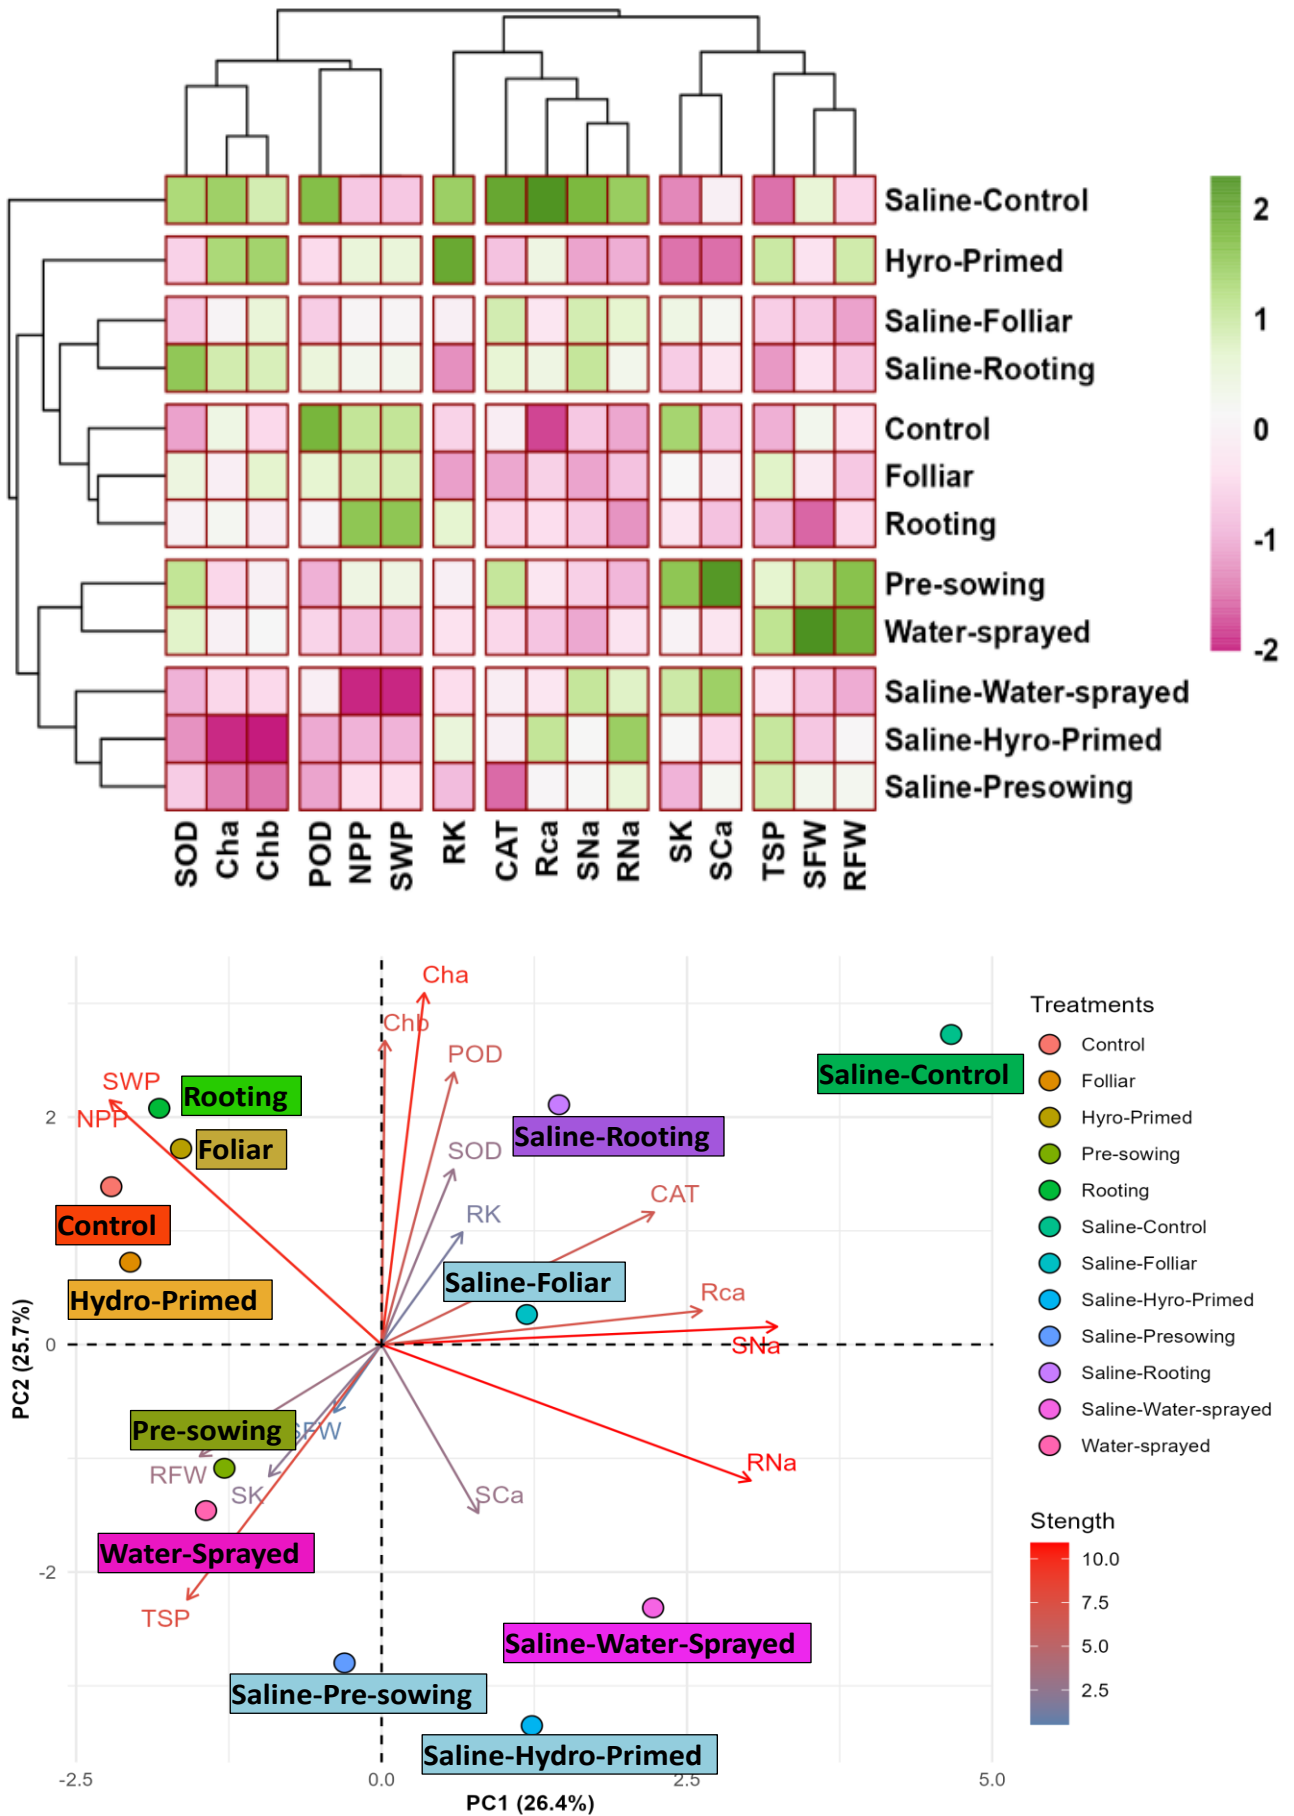 Saline-Control
Hyro-Primed
Saline-Folliar
Saline-Rooting
Control
Folliar
Rooting
Pre-sowing
Water-sprayed
Saline-Water-sprayed
Saline-Hyro-Primed
Saline-Presowing
2
1
0
-1
-2
SOD Cha Chb POD NPP SWP RK CAT Rca SNa RNa SK SCa TSP SFW RFW
Cha
Chb
POD
SWP
NPP
Rooting
Foliar
Control
Hydro-Primed
SOD
RK
CAT
Saline-Control
Saline-Rooting
Saline-Foliar
Rca
SNa
RNa
SCa
Pre-sowing
SFW
RFW
SK
Water-Sprayed
TSP
Saline-Water-Sprayed
Saline-Pre-sowing
Saline-Hydro-Primed
2
0
-2
PC2 (25.7%)
-2.5 0.0 2.5 5.0
PC1 (26.4%)
Treatments
Control
Folliar
Hyro-Primed
Pre-sowing
Rooting
Saline-Control
Saline-Folliar
Saline-Hyro-Primed
Saline-Presowing
Saline-Rooting
Saline-Water-sprayed
Water-sprayed
Stength
10.0
7.5
5.0
2.5